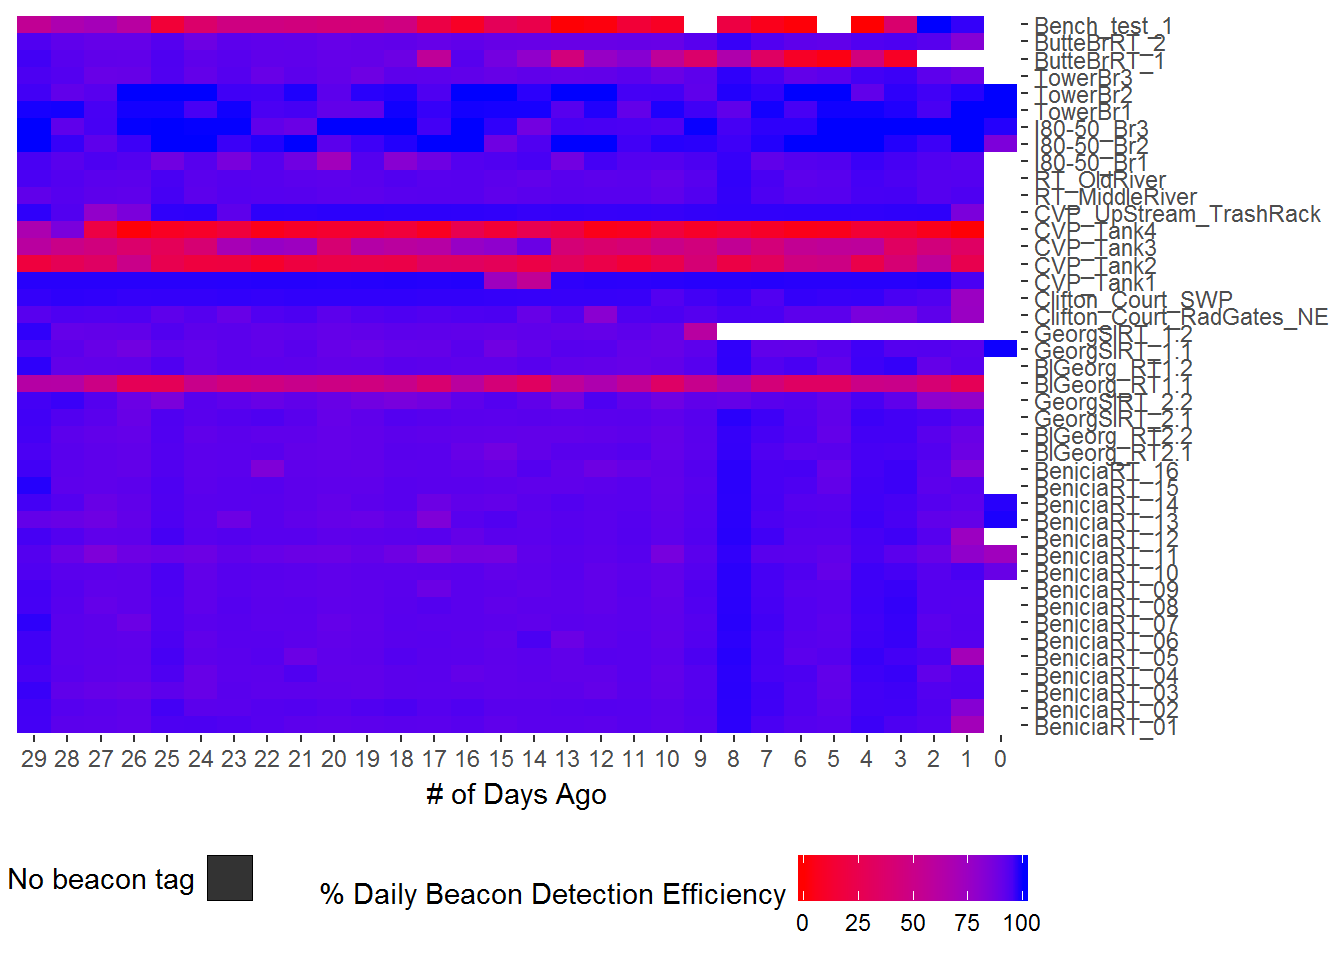 Bench_test_1
ButteBrRT_2
ButteBrRT_1
TowerBr3
TowerBr2
TowerBr1
I80-50_Br3
I80-50_Br2
I80-50_Br1
RT_OldRiver
RT_MiddleRiver
CVP_UpStream_TrashRack
CVP_Tank4
CVP_Tank3
CVP_Tank2
CVP_Tank1
Clifton_Court_SWP
Clifton_Court_RadGates_NE
GeorgSlRT_1.2
GeorgSlRT_1.1
BlGeorg_RT1.2
BlGeorg_RT1.1
GeorgSlRT_2.2
GeorgSlRT_2.1
BlGeorg_RT2.2
BlGeorg_RT2.1
BeniciaRT_16
BeniciaRT_15
BeniciaRT_14
BeniciaRT_13
BeniciaRT_12
BeniciaRT_11
BeniciaRT_10
BeniciaRT_09
BeniciaRT_08
BeniciaRT_07
BeniciaRT_06
BeniciaRT_05
BeniciaRT_04
BeniciaRT_03
BeniciaRT_02
BeniciaRT_01
29 28 27 26 25 24 23 22 21 20 19 18 17 16 15 14 13 12 11 10 9 8 7 6 5 4 3 2 1 0
# of Days Ago
No beacon tag
% Daily Beacon Detection Efficiency
0 25 50 75 100